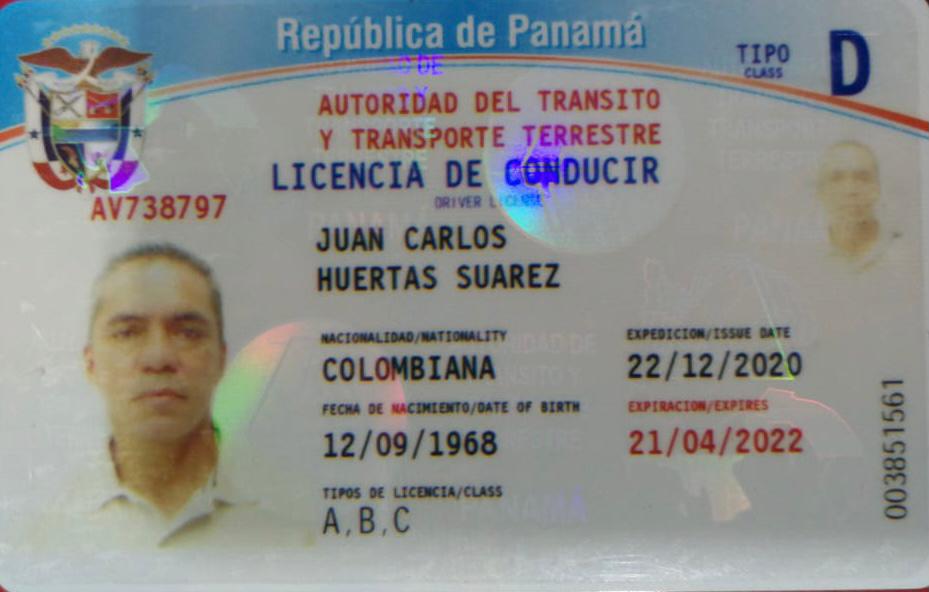 República de Panamá
TIPO
CLASS
D
AUTORIDAD DEL TRANSITO
Y TRANSPORTE TERRESTRE
LICENCIA DE CONDUCIR
DRIVER LICENSE
AV738797
JUAN CARLOS
HUERTAS SUAREZ
NACIONALIDAD/NATIONALITY
COLOMBIANA
EXPEDICION/ISSUE DATE
22/12/2020
FECHA DE NACIMIENTO/DATE OF BIRTH
12/09/1968
EXPIRACION/EXPIRES
21/04/2022
TIPOS DE LICENCIA/CLASS
A,B,C
003851561